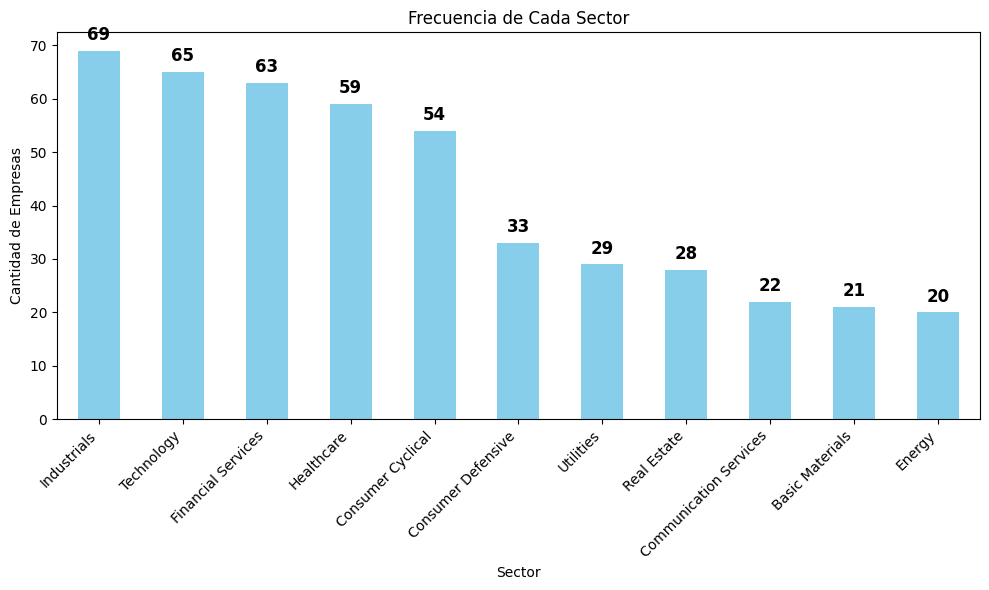 Frecuencia de Cada Sector
Cantidad de Empresas
70
60
50
40
30
20
10
0
69
65
63
59
54
33
29
28
22
21
20
Industrials
Technology
Financial Services
Healthcare
Consumer Cyclical
Consumer Defensive
Utilities
Real Estate
Communication Services
Basic Materials
Energy
Sector